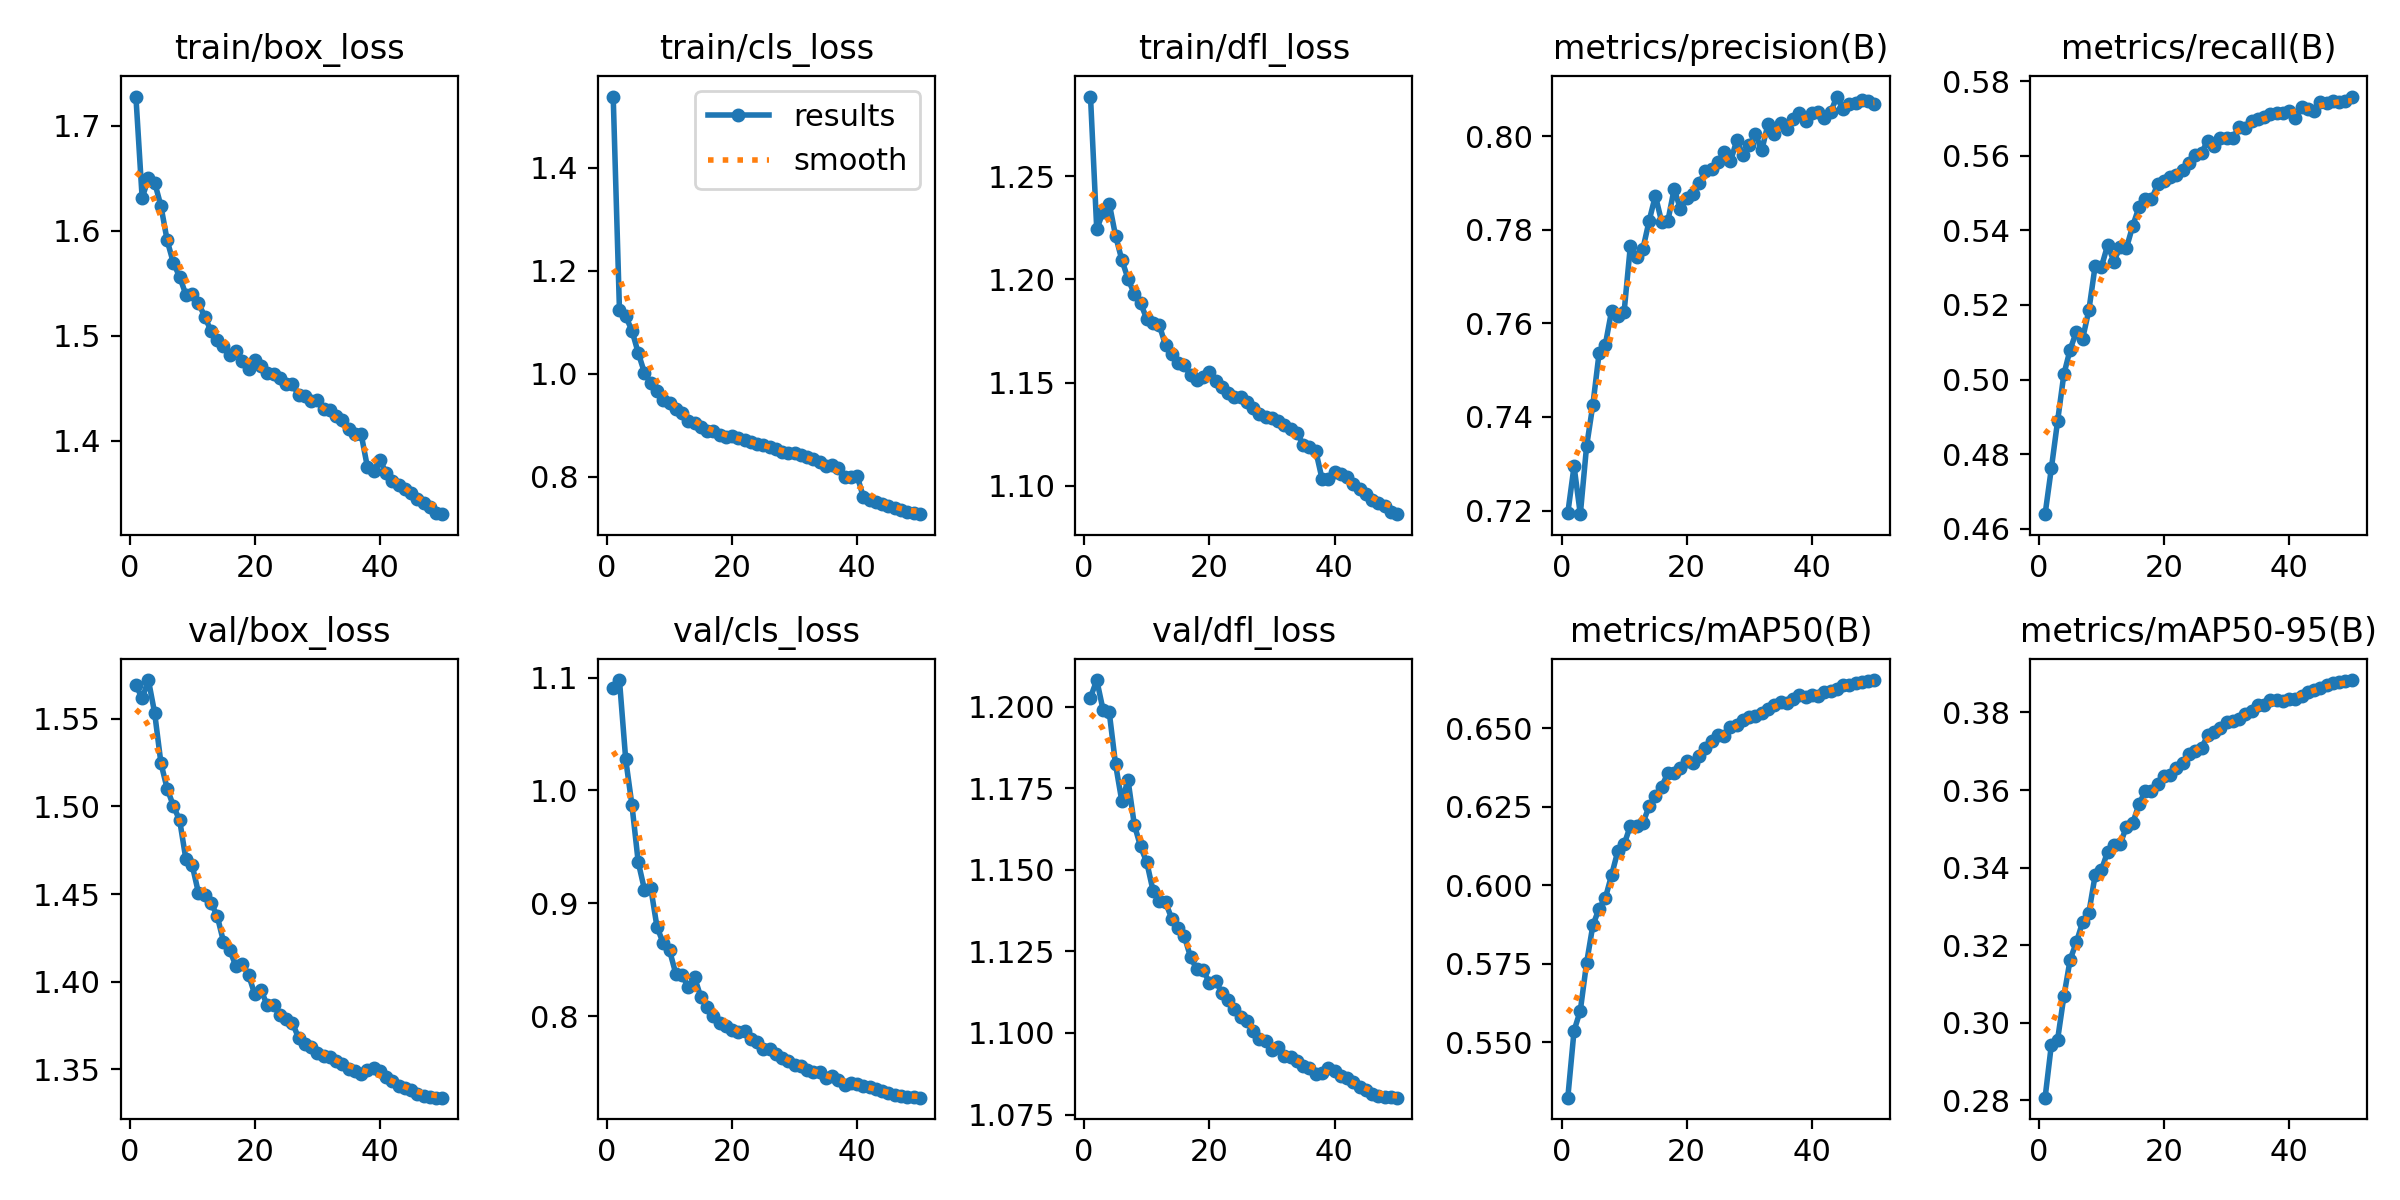 train/box_loss
1.7
1.6
1.5
1.4
0 20 40
train/cls_loss
results
smooth
1.4
1.2
1.0
0.8
0 20 40
train/dfl_loss
1.25
1.20
1.15
1.10
0 20 40
metrics/precision(B)
0.80
0.78
0.76
0.74
0.72
0 20 40
metrics/recall(B)
0.58
0.56
0.54
0.52
0.50
0.48
0.46
0 20 40
val/box_loss
1.55
1.50
1.45
1.40
1.35
0 20 40
val/cls_loss
1.1
1.0
0.9
0.8
0 20 40
val/dfl_loss
1.200
1.175
1.150
1.125
1.100
1.075
0 20 40
metrics/mAP50(B)
0.650
0.625
0.600
0.575
0.550
0 20 40
metrics/mAP50-95(B)
0.38
0.36
0.34
0.32
0.30
0.28
0 20 40